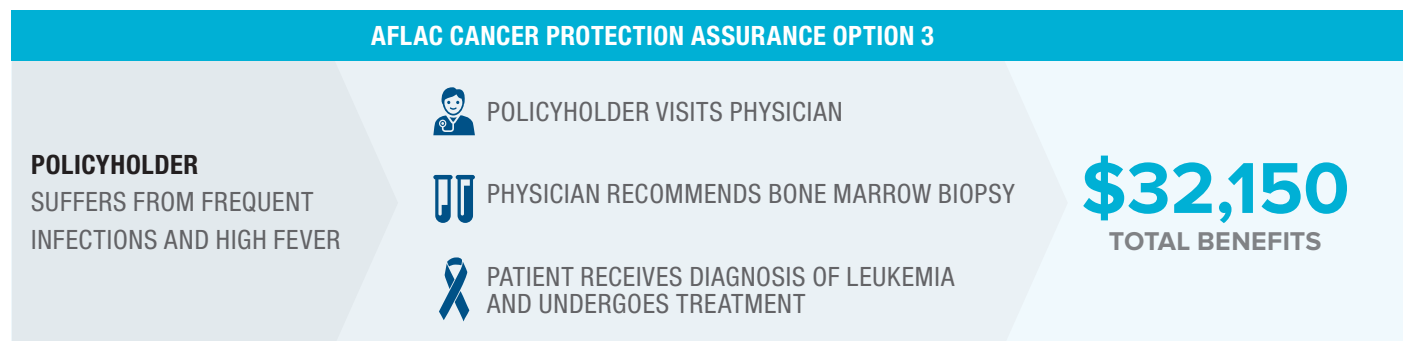 AFLAC CANCER PROTECTION ASSURANCE OPTION 3
POLICYHOLDER
SUFFERS FROM FREQUENT
INFECTIONS AND HIGH FEVER
POLICYHOLDER VISITS PHYSICIAN
PHYSICIAN RECOMMENDS BONE MARROW BIOPSY
PATIENT RECEIVES DIAGNOSIS OF LEUKEMIA
AND UNDERGOES TREATMENT
$32,150
TOTAL BENEFITS